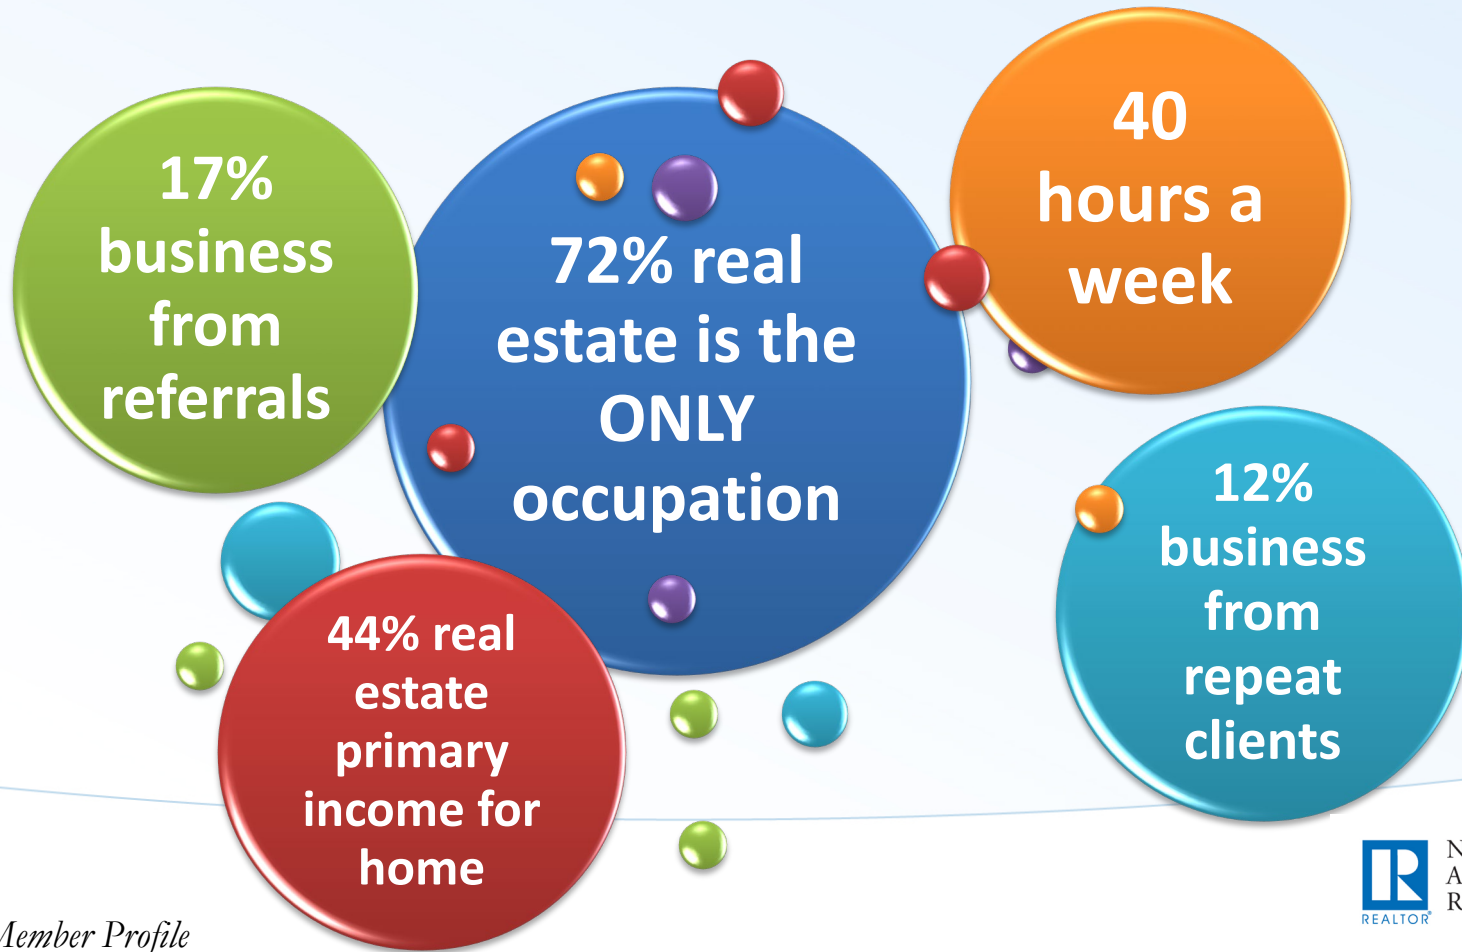 17%
business
from
referrals
72% real
estate is the
ONLY
occupation
40
hours a
week
12%
business
from
repeat
clients
44% real
estate
primary
income for
home
Member Profile
REALTOR®
N
A
R